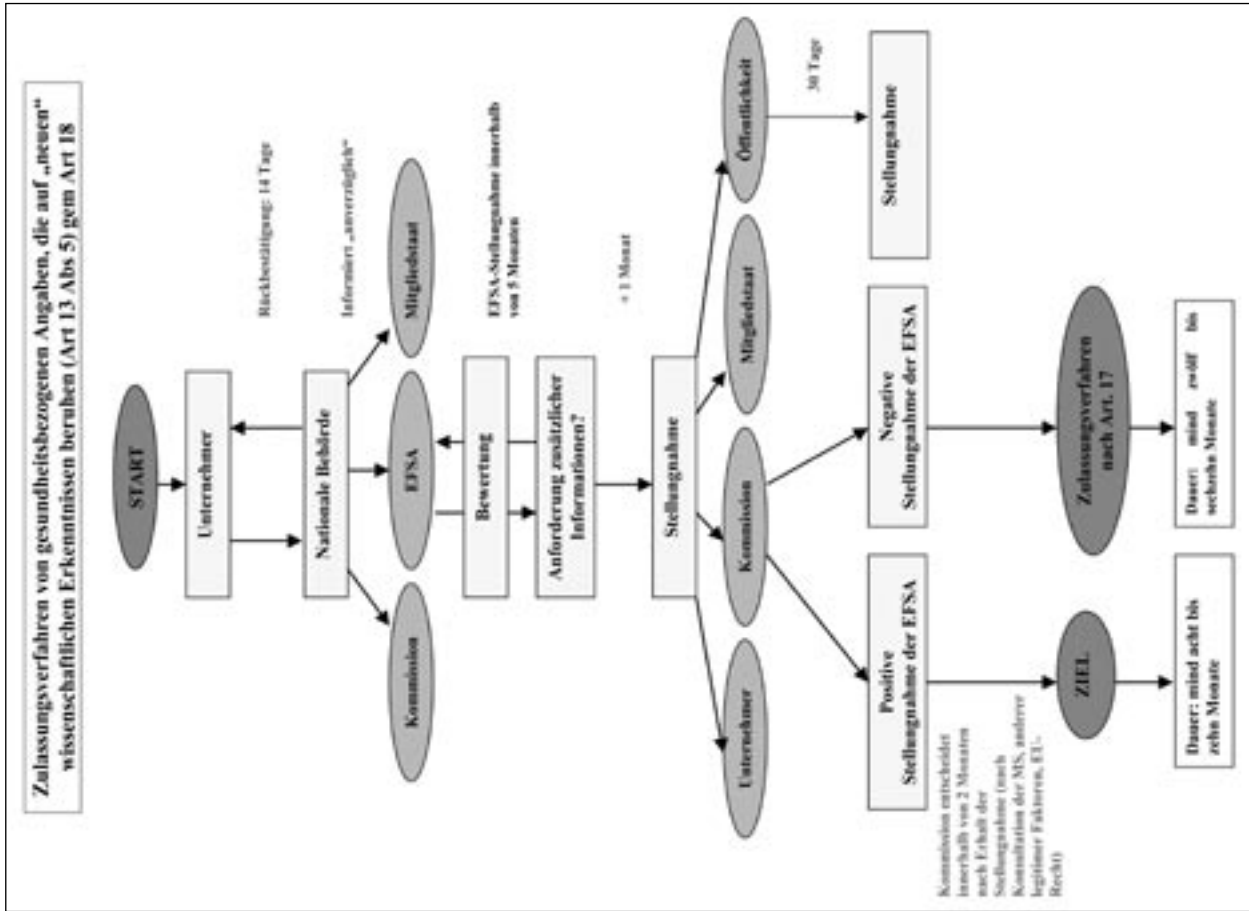 Zulassungsverfahren von gesundheitsbezogenen Angaben, die auf „neuen“
wissenschaftlichen Erkenntnissen beruhen (Art 13 Abs 5) gem Art 18
START
Unternehmer
Rückbestätigung: 14 Tage
Nationale Behörde
Informiert „unverzüglich“
Kommission
EFSA
Mitgliedstaat
Bewertung
EFSA-Stellungnahme innerhalb
von 5 Monaten
Anforderung zusätzlicher
Informationen?
+ 1 Monat
Stellungnahme
Unternehmer
Kommission
Mitgliedstaat
Öffentlichkeit
30 Tage
Positive
Stellungnahme der EFSA
Negative
Stellungnahme der EFSA
Stellungnahme
Kommission entscheidet
innerhalb von 2 Monaten
nach Erhalt der
Stellungnahme (nach
Konsultation der MS, anderer
legitimer Faktoren, EU-
Recht)
ZIEL
Zulassungsverfahren
nach Art. 17
Dauer: mind acht bis
zehn Monate
Dauer: mind zwölf bis
sechzehn Monate